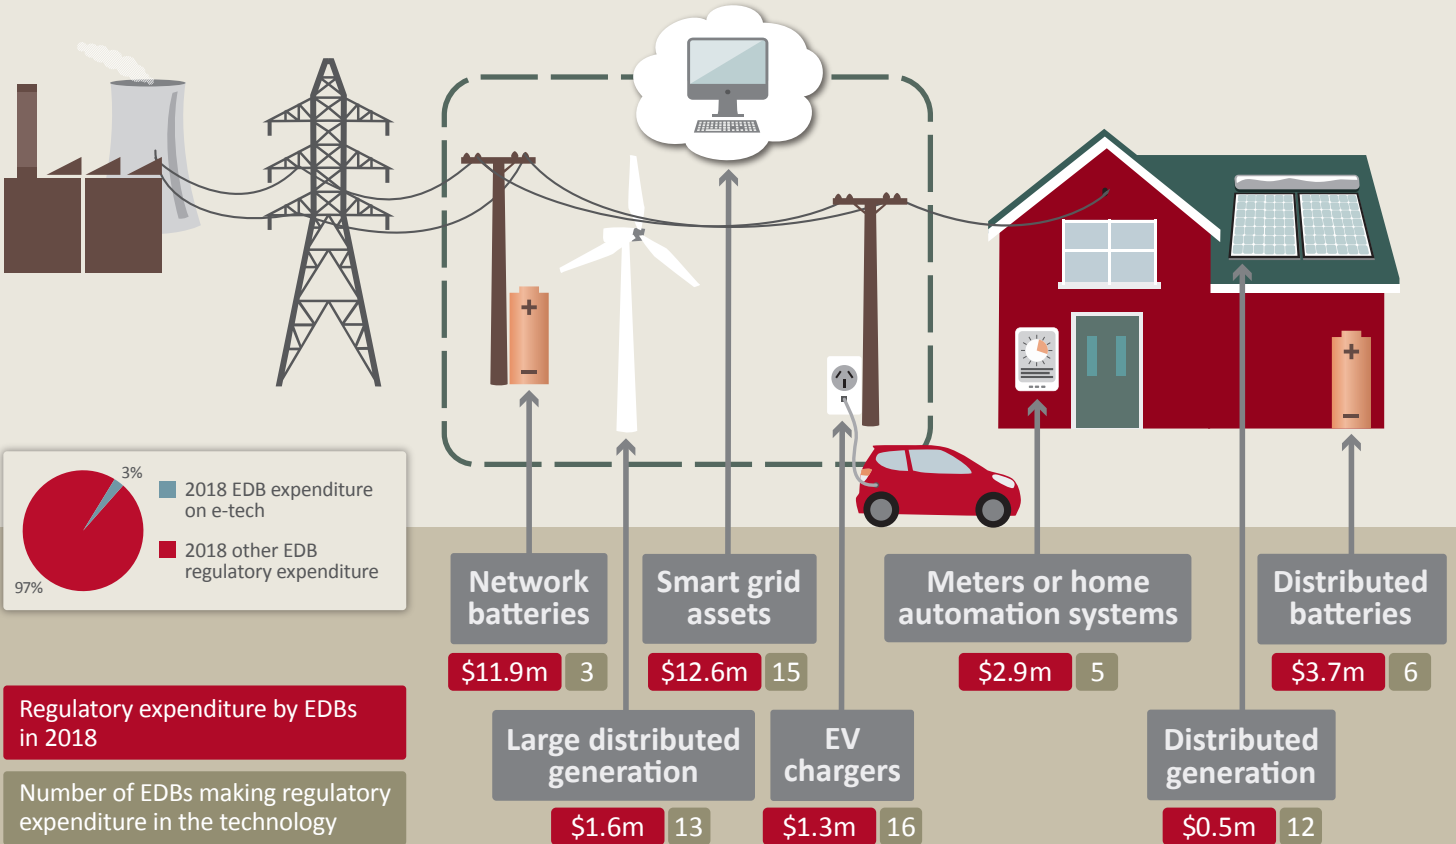 3%
2018 EDB expenditure
on e-tech
2018 other EDB
regulatory expenditure
97%
Regulatory expenditure by EDBs
in 2018
Number of EDBs making regulatory
expenditure in the technology
+
−
Network
batteries
$11.9m 3
Large distributed
generation
$1.6m 13
Smart grid
assets
$12.6m 15
EV
chargers
$1.3m 16
Meters or home
automation systems
$2.9m 5
Distributed
generation
$0.5m 12
+
−
Distributed
batteries
$3.7m 6